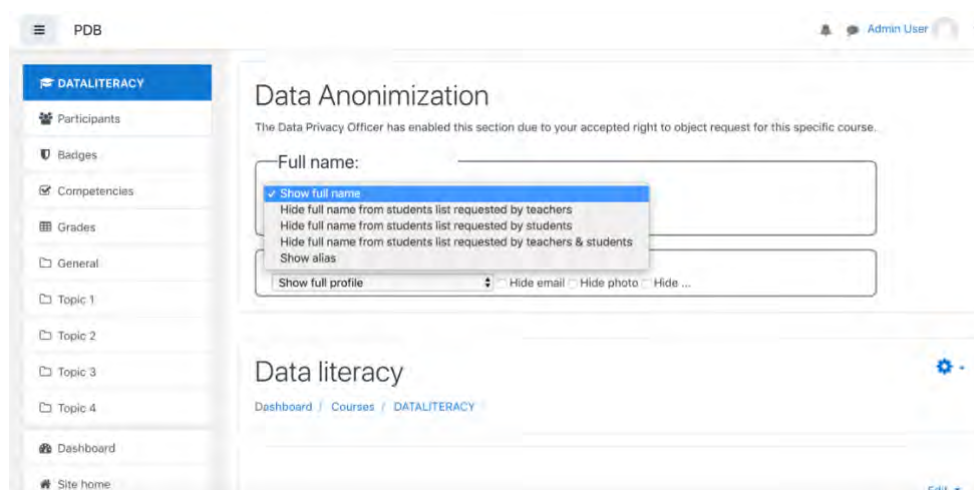 PDB
Admin User
DATALITERACY
Participants
Badges
Competencies
Grades
General
Topic 1
Topic 2
Topic 3
Topic 4
Dashboard
Site home
Data Anonimization
The Data Privacy Officer has enabled this section due to your accepted right to object request for this specific course.
Full name:
Show full name
Hide full name from students list requested by teachers
Hide full name from students list requested by students
Hide full name from students list requested by teachers & students
Show alias
Show full profile Hide email Hide photo Hide ...
Data literacy
Dashboard / Courses / DATALITERACY
Edit